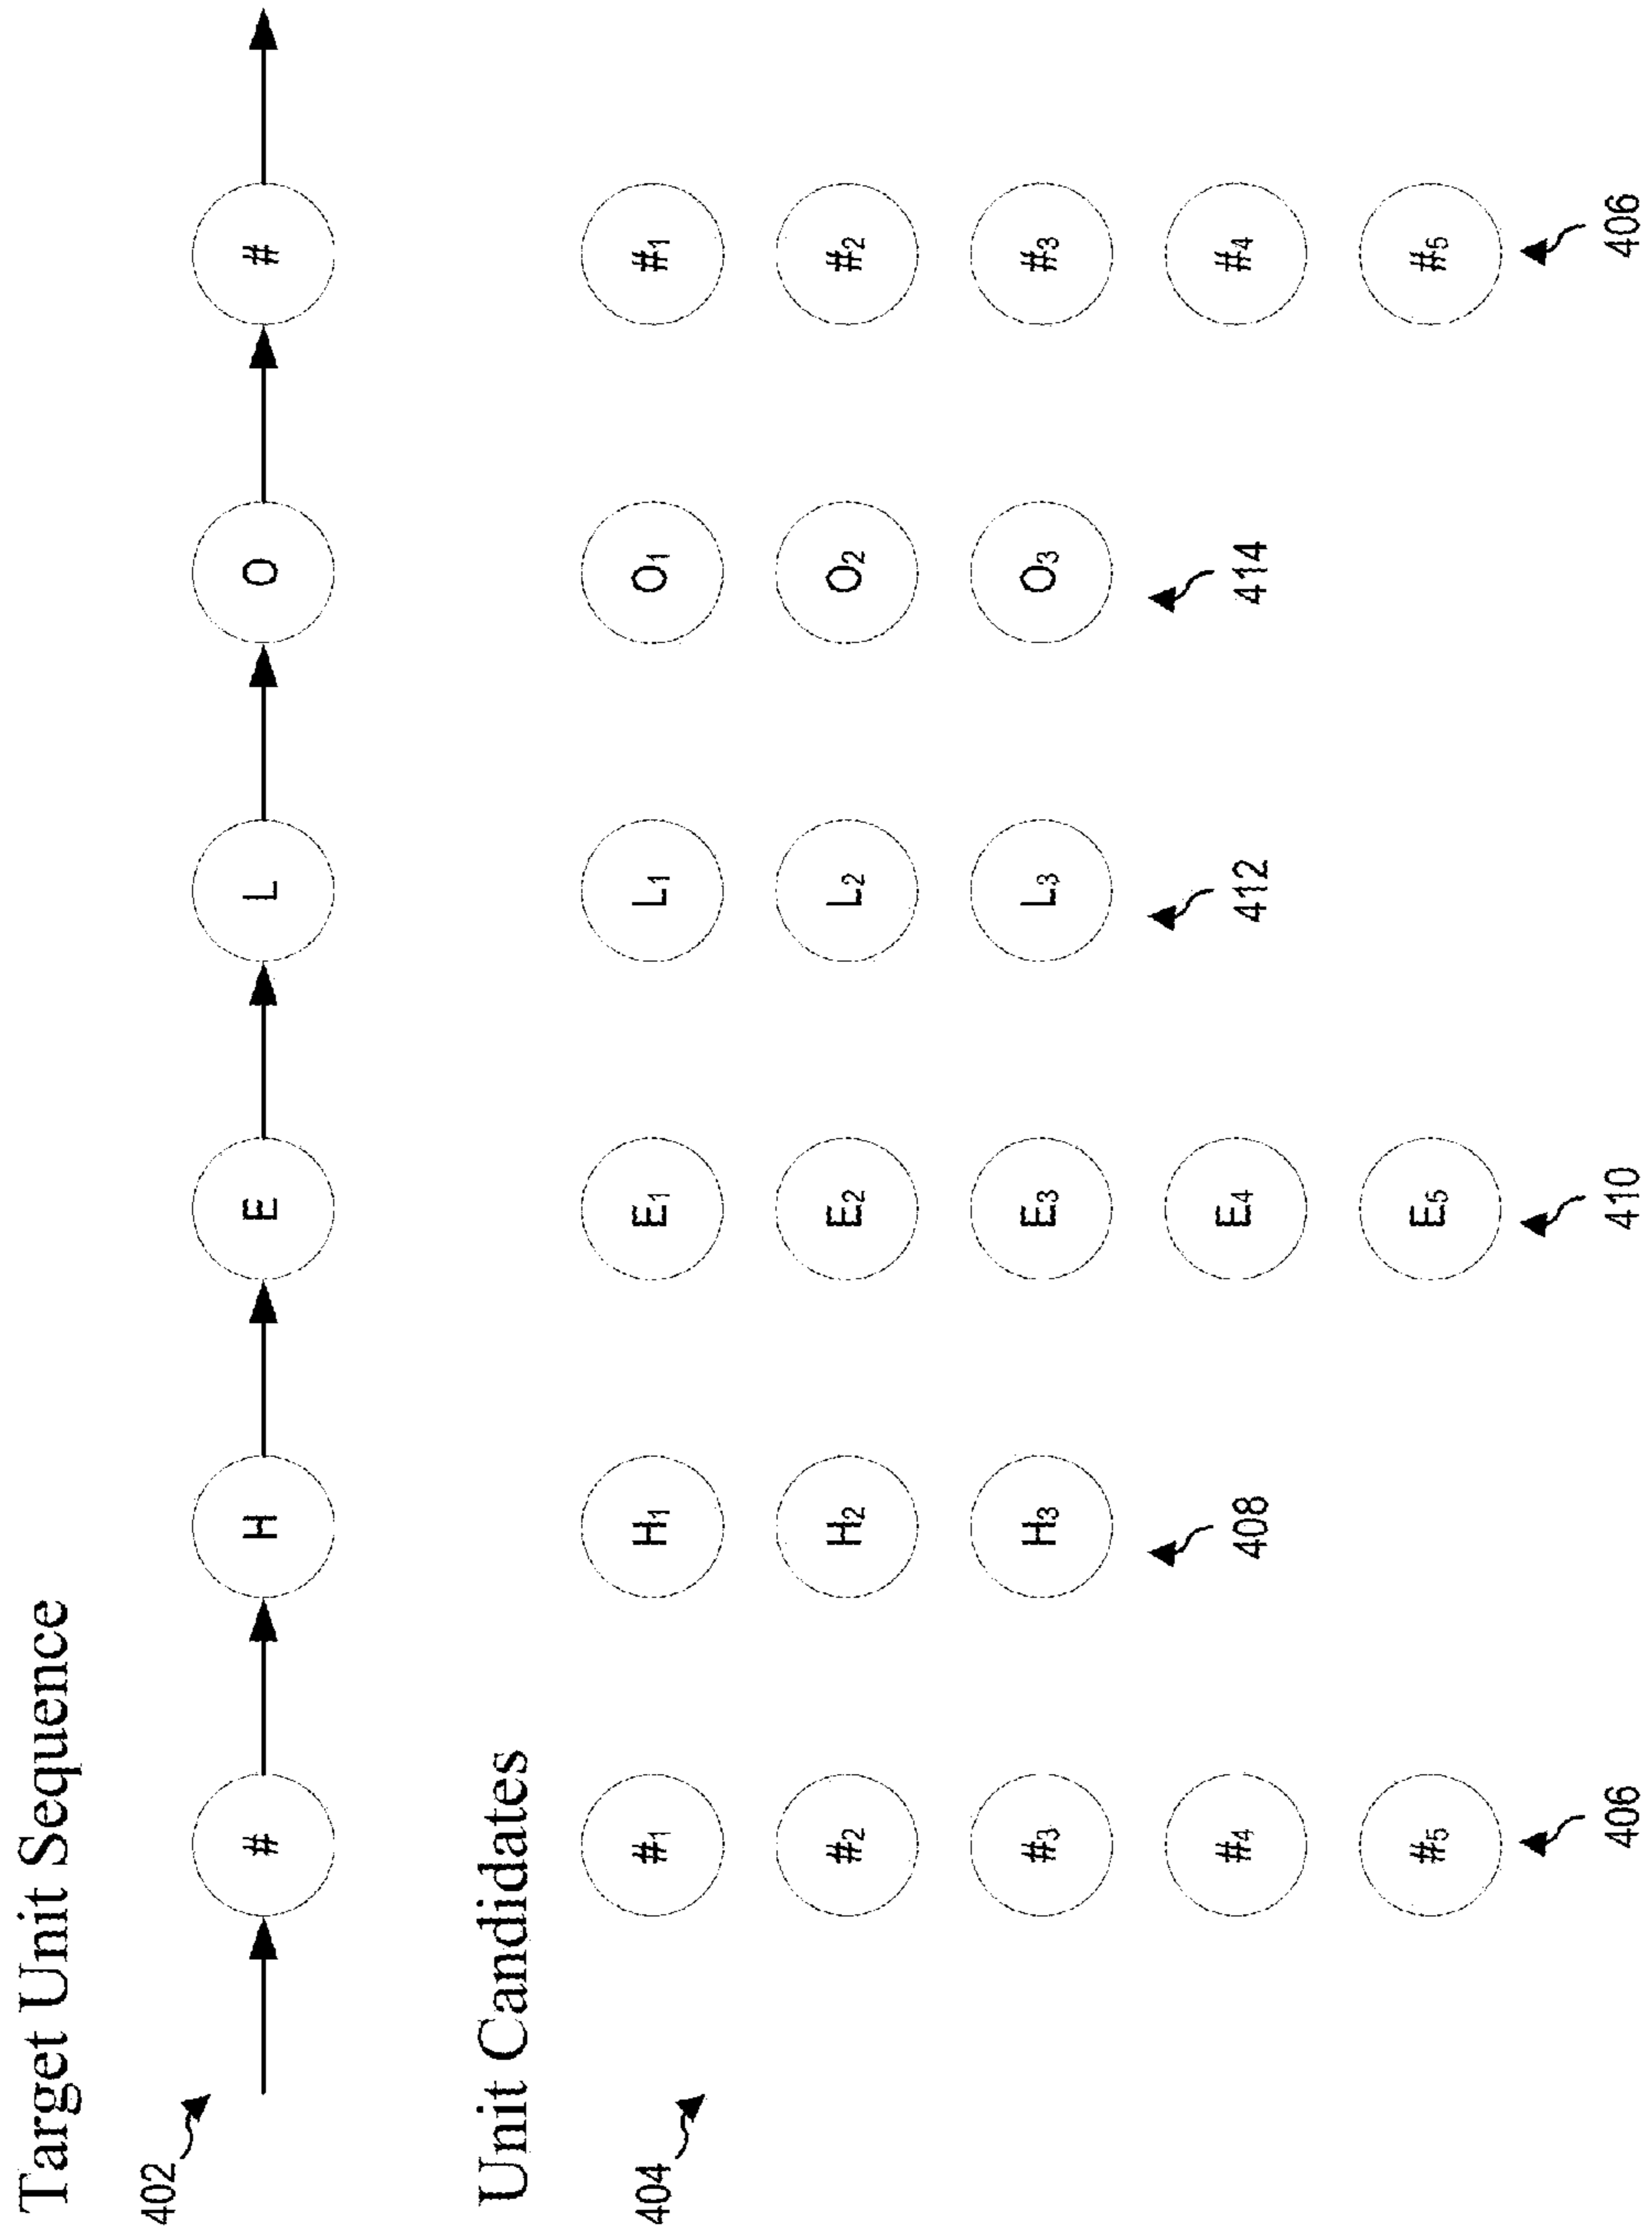 Target Unit Sequence
402
# H E L O #
Unit Candidates
404
#1 H1 E1 L1 O1 #1
#2 H2 E2 L2 O2 #2
#3 H3 E3 L3 O3 #3
#4 E4 #4
#5 E5 #5
408 412 414
406 410 406